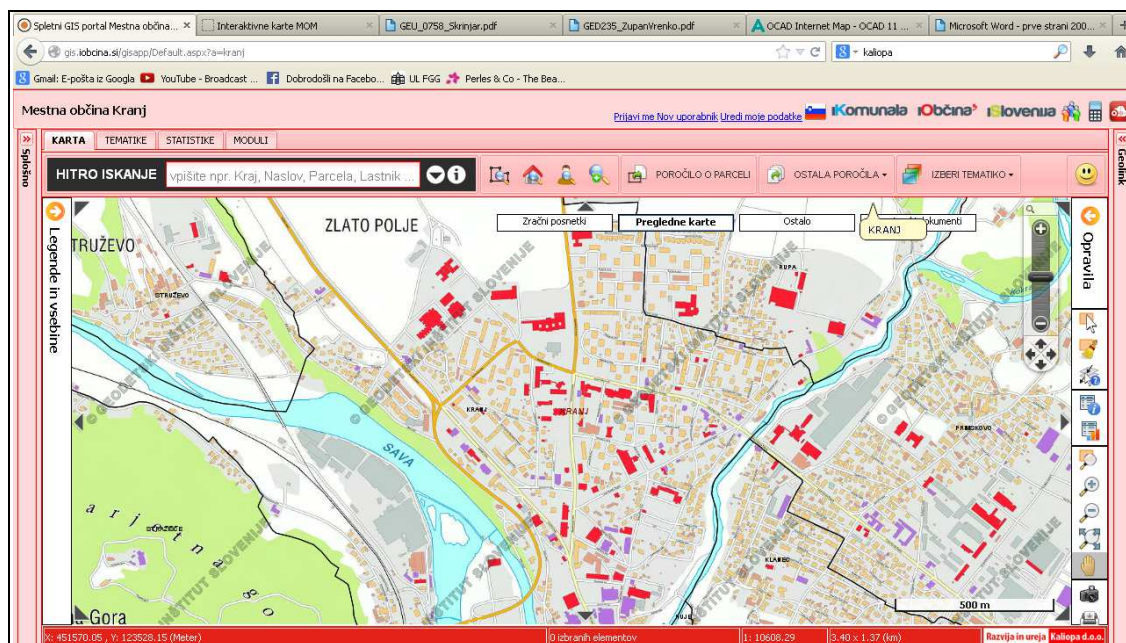 Spletni GIS portal Mestna občina... Interaktivne karte MOM GEU_0758_Skrinjar.pdf GED235_ZupanVrenko.pdf OCAD Internet Map - OCAD 11 ... Microsoft Word - prve strani 200...
gis.iobcina.si/gisapp/Default.aspx?a=kranj kaliopa
Gmail: E-pošta iz Googla YouTube - Broadcast ... Dobrodošli na Facebo... UL FGG Perles & Co - The Bea...
Mestna občina Kranj Prijavi me Nov uporabnik Uredi moje podatke iKomunala iObčina iSlovenija
KARTA TEMATIKE STATISTIKE MODULI
Splošno
Geolink
HITRO ISKANJE vpišite npr. Kraj, Naslov, Parcela, Lastnik ... POROČILO O PARCELI OSTALA POROČILA IZBERI TEMATIKO
Legende in vsebine
Opravila
Zračni posnetki Pregledne karte Ostalo dokumenti
KRANJ
ZLATO POLJE
STRUŽEVO
RUPA
STRUŽEVO
© GEODETSKI INŠTITUT SLOVENIJE
KRANJ
KRANJ
PRIMSKOVO
SAVA
STRAŽIŠČE
KLANEC
HUJE
Gora
500 m
X: 451570.05 , Y: 123528.15 (Meter) 0 izbranih elementov 1: 10608.29 3.40 x 1.37 (km) Razvija in ureja Kaliopa d.o.o.